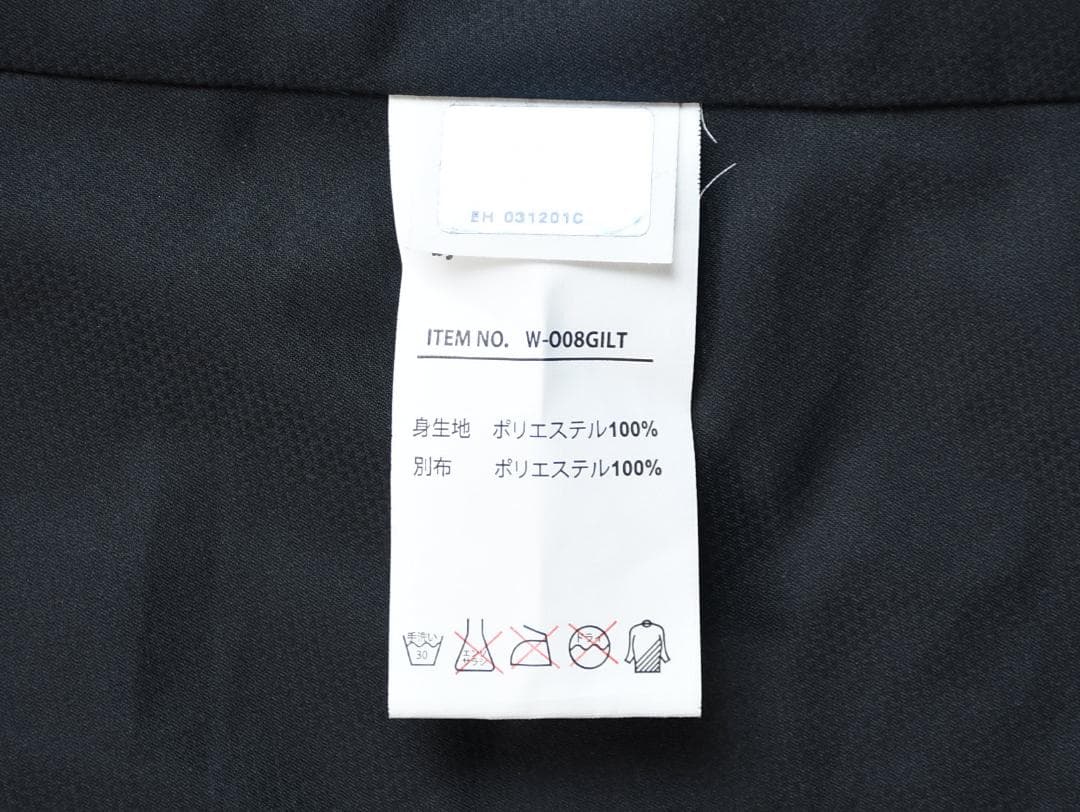 EH 031201C
ITEM NO. W-008GILT
身生地 ポリエステル100%
別布 ポリエステル100%
手洗い
30
エンソ
サラシ
ドライ